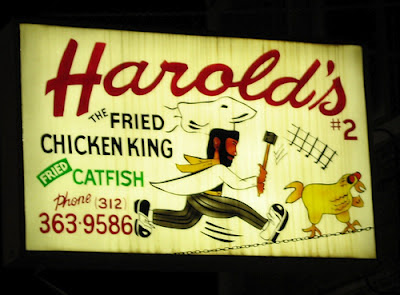 Harold's
#2
THE FRIED
CHICKEN KING
FRIED CATFISH
Phone (312)
363-9586